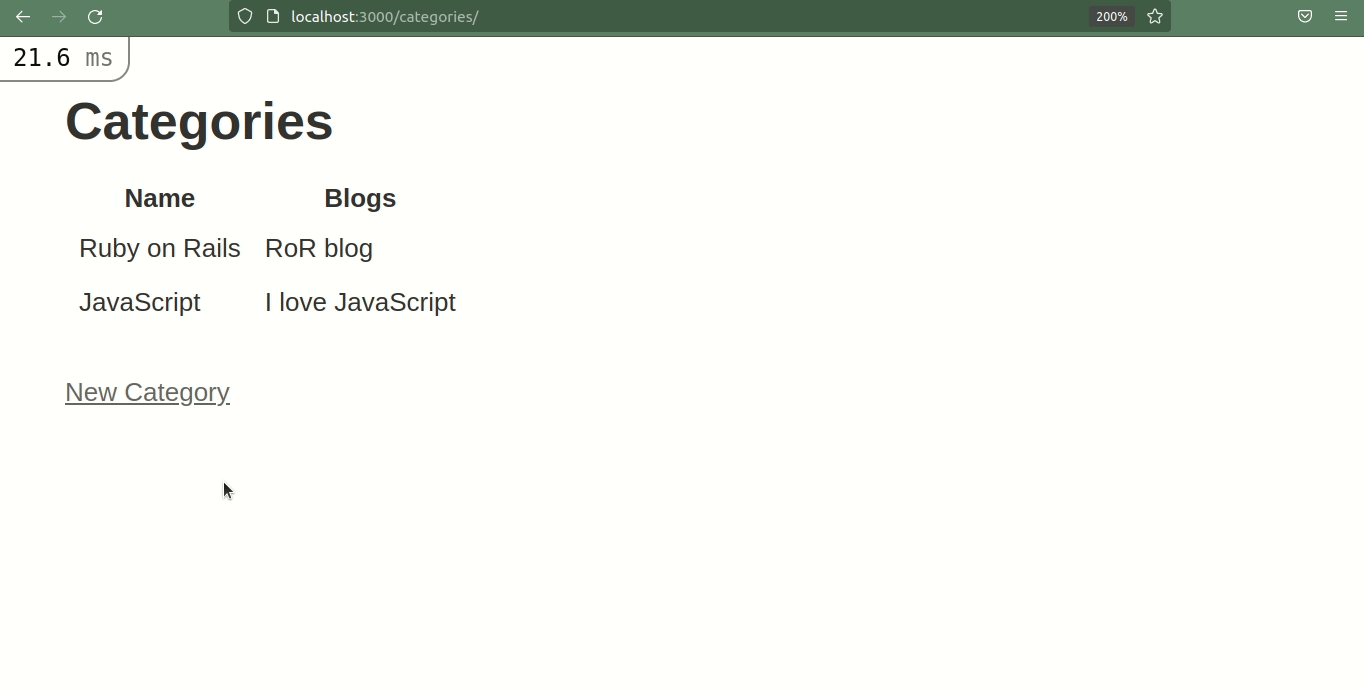 localhost:3000/categories/
200%
21.6 ms
Categories
Name Blogs
Ruby on Rails RoR blog
JavaScript I love JavaScript
New Category